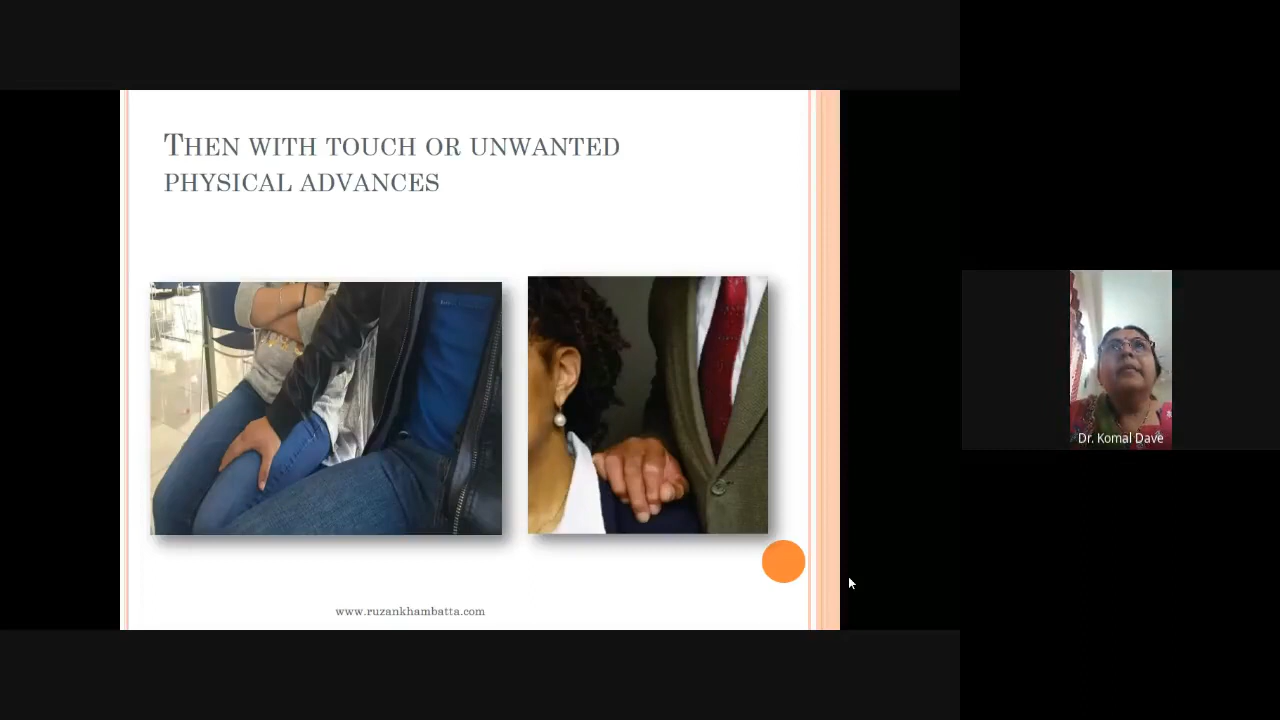 Then with touch or unwanted
physical advances
www.ruzankhambatta.com
Dr. Komal Dave